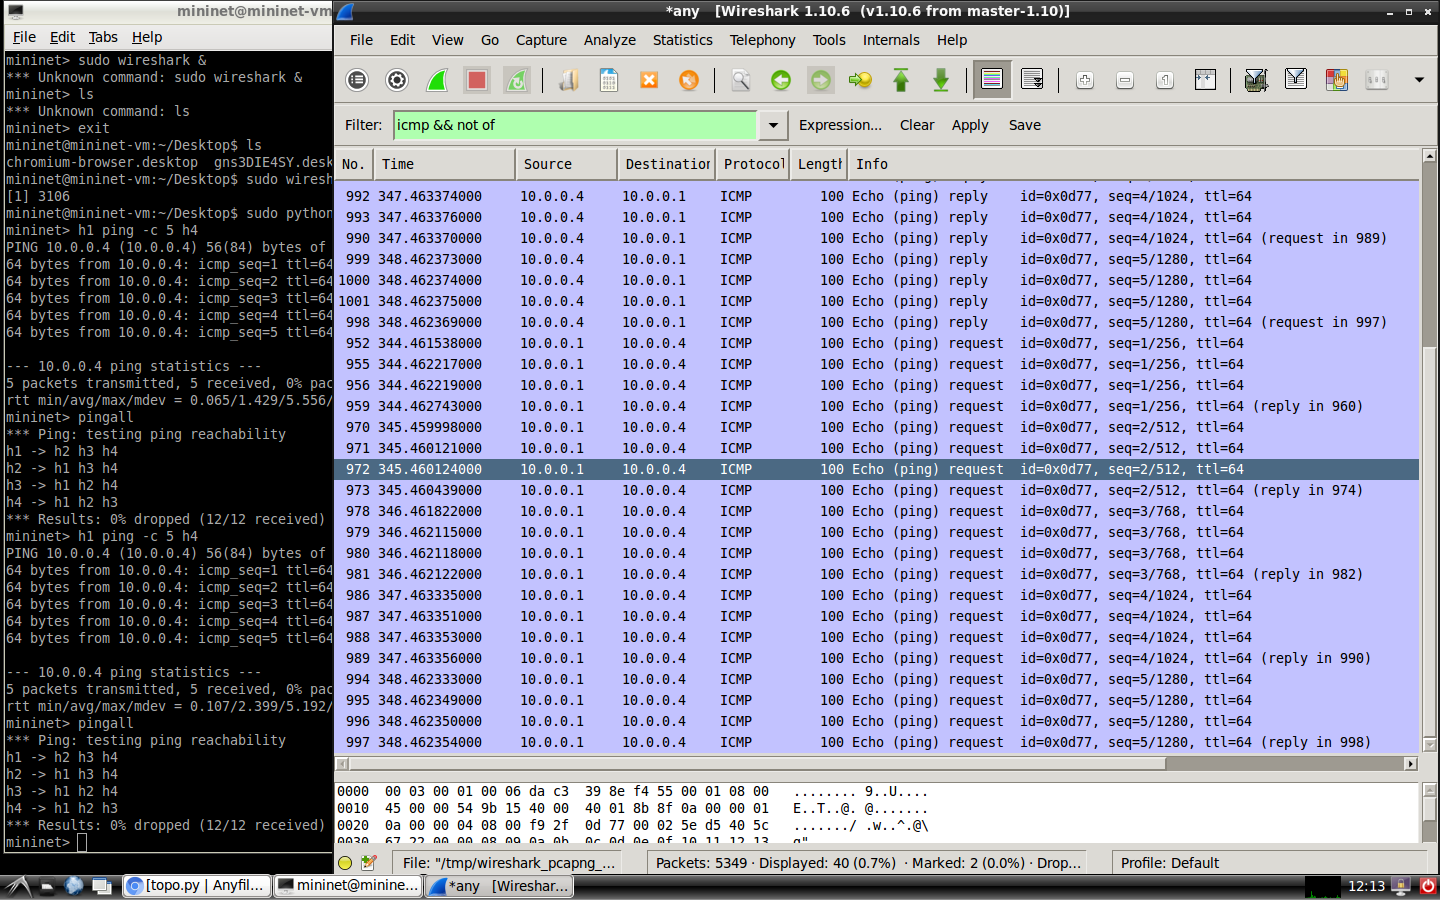 mininet@mininet-vm
File Edit Tabs Help
mininet> sudo wireshark &
*** Unknown command: sudo wireshark &
mininet> ls
*** Unknown command: ls
mininet> exit
mininet@mininet-vm:~/Desktop$ ls
chromium-browser.desktop gns3DIE4SY.desk
mininet@mininet-vm:~/Desktop$ sudo wiresh
[1] 3106
mininet@mininet-vm:~/Desktop$ sudo python
mininet> h1 ping -c 5 h4
PING 10.0.0.4 (10.0.0.4) 56(84) bytes of
64 bytes from 10.0.0.4: icmp_seq=1 ttl=64
64 bytes from 10.0.0.4: icmp_seq=2 ttl=64
64 bytes from 10.0.0.4: icmp_seq=3 ttl=64
64 bytes from 10.0.0.4: icmp_seq=4 ttl=64
64 bytes from 10.0.0.4: icmp_seq=5 ttl=64
--- 10.0.0.4 ping statistics ---
5 packets transmitted, 5 received, 0% pac
rtt min/avg/max/mdev = 0.065/1.429/5.556/
mininet> pingall
*** Ping: testing ping reachability
h1 -> h2 h3 h4
h2 -> h1 h3 h4
h3 -> h1 h2 h4
h4 -> h1 h2 h3
*** Results: 0% dropped (12/12 received)
mininet> h1 ping -c 5 h4
PING 10.0.0.4 (10.0.0.4) 56(84) bytes of
64 bytes from 10.0.0.4: icmp_seq=1 ttl=64
64 bytes from 10.0.0.4: icmp_seq=2 ttl=64
64 bytes from 10.0.0.4: icmp_seq=3 ttl=64
64 bytes from 10.0.0.4: icmp_seq=4 ttl=64
64 bytes from 10.0.0.4: icmp_seq=5 ttl=64
--- 10.0.0.4 ping statistics ---
5 packets transmitted, 5 received, 0% pac
rtt min/avg/max/mdev = 0.107/2.399/5.192/
mininet> pingall
*** Ping: testing ping reachability
h1 -> h2 h3 h4
h2 -> h1 h3 h4
h3 -> h1 h2 h4
h4 -> h1 h2 h3
*** Results: 0% dropped (12/12 received)
mininet>
*any [Wireshark 1.10.6 (v1.10.6 from master-1.10)]
File Edit View Go Capture Analyze Statistics Telephony Tools Internals Help
Filter: icmp && not of Expression... Clear Apply Save
No. Time Source Destination Protocol Length Info
992 347.463374000 10.0.0.4 10.0.0.1 ICMP 100 Echo (ping) reply id=0x0d77, seq=4/1024, ttl=64
993 347.463376000 10.0.0.4 10.0.0.1 ICMP 100 Echo (ping) reply id=0x0d77, seq=4/1024, ttl=64
990 347.463370000 10.0.0.4 10.0.0.1 ICMP 100 Echo (ping) reply id=0x0d77, seq=4/1024, ttl=64 (request in 989)
999 348.462373000 10.0.0.4 10.0.0.1 ICMP 100 Echo (ping) reply id=0x0d77, seq=5/1280, ttl=64
1000 348.462374000 10.0.0.4 10.0.0.1 ICMP 100 Echo (ping) reply id=0x0d77, seq=5/1280, ttl=64
1001 348.462375000 10.0.0.4 10.0.0.1 ICMP 100 Echo (ping) reply id=0x0d77, seq=5/1280, ttl=64
998 348.462369000 10.0.0.4 10.0.0.1 ICMP 100 Echo (ping) reply id=0x0d77, seq=5/1280, ttl=64 (request in 997)
952 344.461538000 10.0.0.1 10.0.0.4 ICMP 100 Echo (ping) request id=0x0d77, seq=1/256, ttl=64
955 344.462217000 10.0.0.1 10.0.0.4 ICMP 100 Echo (ping) request id=0x0d77, seq=1/256, ttl=64
956 344.462219000 10.0.0.1 10.0.0.4 ICMP 100 Echo (ping) request id=0x0d77, seq=1/256, ttl=64
959 344.462743000 10.0.0.1 10.0.0.4 ICMP 100 Echo (ping) request id=0x0d77, seq=1/256, ttl=64 (reply in 960)
970 345.459998000 10.0.0.1 10.0.0.4 ICMP 100 Echo (ping) request id=0x0d77, seq=2/512, ttl=64
971 345.460121000 10.0.0.1 10.0.0.4 ICMP 100 Echo (ping) request id=0x0d77, seq=2/512, ttl=64
972 345.460124000 10.0.0.1 10.0.0.4 ICMP 100 Echo (ping) request id=0x0d77, seq=2/512, ttl=64
973 345.460439000 10.0.0.1 10.0.0.4 ICMP 100 Echo (ping) request id=0x0d77, seq=2/512, ttl=64 (reply in 974)
978 346.461822000 10.0.0.1 10.0.0.4 ICMP 100 Echo (ping) request id=0x0d77, seq=3/768, ttl=64
979 346.462115000 10.0.0.1 10.0.0.4 ICMP 100 Echo (ping) request id=0x0d77, seq=3/768, ttl=64
980 346.462118000 10.0.0.1 10.0.0.4 ICMP 100 Echo (ping) request id=0x0d77, seq=3/768, ttl=64
981 346.462122000 10.0.0.1 10.0.0.4 ICMP 100 Echo (ping) request id=0x0d77, seq=3/768, ttl=64 (reply in 982)
986 347.463335000 10.0.0.1 10.0.0.4 ICMP 100 Echo (ping) request id=0x0d77, seq=4/1024, ttl=64
987 347.463351000 10.0.0.1 10.0.0.4 ICMP 100 Echo (ping) request id=0x0d77, seq=4/1024, ttl=64
988 347.463353000 10.0.0.1 10.0.0.4 ICMP 100 Echo (ping) request id=0x0d77, seq=4/1024, ttl=64
989 347.463356000 10.0.0.1 10.0.0.4 ICMP 100 Echo (ping) request id=0x0d77, seq=4/1024, ttl=64 (reply in 990)
994 348.462333000 10.0.0.1 10.0.0.4 ICMP 100 Echo (ping) request id=0x0d77, seq=5/1280, ttl=64
995 348.462349000 10.0.0.1 10.0.0.4 ICMP 100 Echo (ping) request id=0x0d77, seq=5/1280, ttl=64
996 348.462350000 10.0.0.1 10.0.0.4 ICMP 100 Echo (ping) request id=0x0d77, seq=5/1280, ttl=64
997 348.462354000 10.0.0.1 10.0.0.4 ICMP 100 Echo (ping) request id=0x0d77, seq=5/1280, ttl=64 (reply in 998)
0000 00 03 00 01 00 06 da c3 39 8e f4 55 00 01 08 00 ........ 9..U....
0010 45 00 00 54 9b 15 40 00 40 01 8b 8f 0a 00 00 01 E..T..@. @.......
0020 0a 00 00 04 08 00 f9 2f 0d 77 00 02 5e d5 40 5c ......./ .w..^.@\
0030 67 22 00 00 08 09 0a 0b 0c 0d 0e 0f 10 11 12 13 g"
File: "/tmp/wireshark_pcapng_... Packets: 5349 · Displayed: 40 (0.7%) · Marked: 2 (0.0%) · Drop... Profile: Default
[topo.py | Anyfil... mininet@minine... *any [Wireshar... 12:13